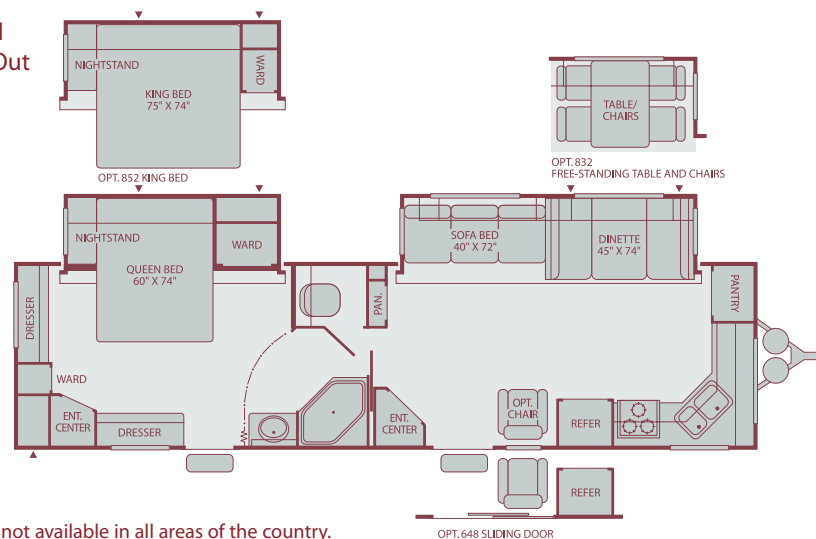 Out
NIGHTSTAND
WARD
KING BED
75" X 74"
OPT. 852 KING BED
TABLE/
CHAIRS
OPT. 832
FREE-STANDING TABLE AND CHAIRS
NIGHTSTAND
WARD
QUEEN BED
60" X 74"
SOFA BED
40" X 72"
DINETTE
45" X 74"
DRESSER
PAN.
PANTRY
WARD
ENT.
CENTER
DRESSER
ENT.
CENTER
OPT.
CHAIR
REFER
REFER
OPT. 648 SLIDING DOOR
not available in all areas of the country.